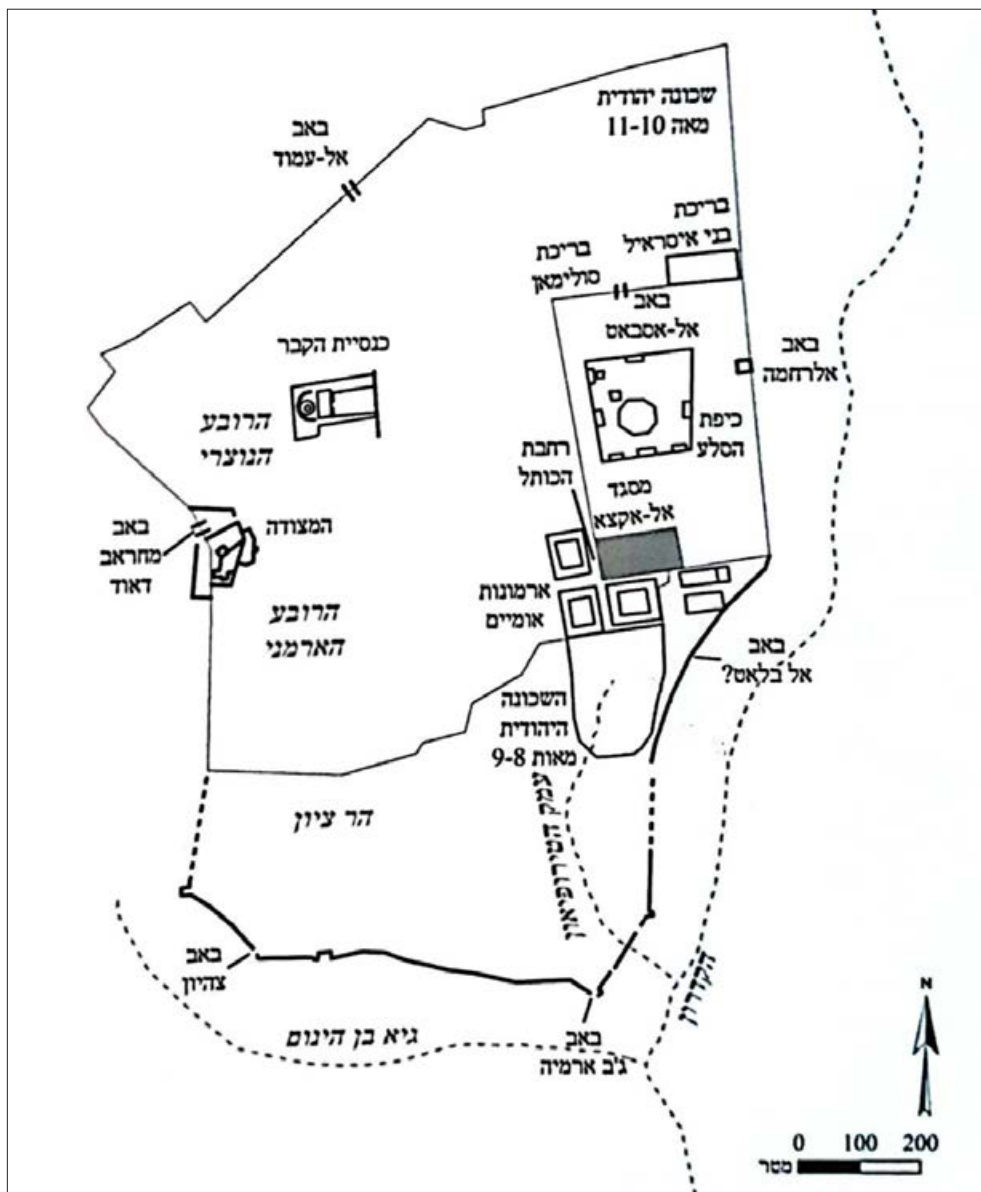 שכונה יהודית
מאה 11-10
באב
אל-עמוד
בריכת
בני איסראיל
בריכת
סולימאן
באב
אל-אסבאט
באב
אלרחמה
כנסיית הקבר
הרובע
הנוצרי
כיפת
הסלע
רחבת
הכותל
מסגד
אל-אקצא
המצודה
באב
מחראב
דאוד
ארמונות
אומיים
הרובע
הארמני
באב
אל בלאט?
השכונה
היהודית
מאות 9-8
עמק הטירופיאון
הר ציון
באב
צהיון
הקדרון
גיא בן הינום
באב
ג'ב ארמיה
N
0 100 200
מטר